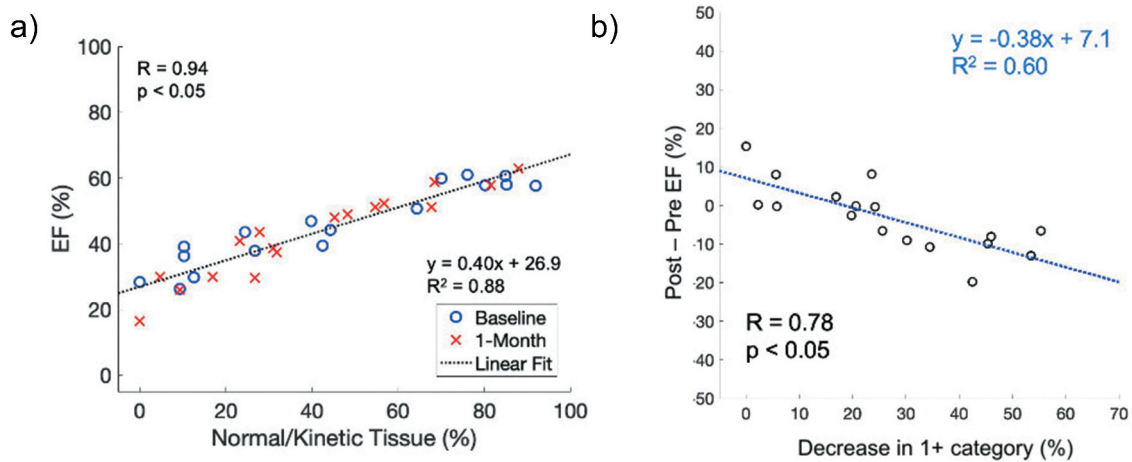 a)
100
80
60
40
20
0
EF (%)
R = 0.94
p < 0.05
y = 0.40x + 26.9
R² = 0.88
Baseline
1-Month
Linear Fit
0 20 40 60 80 100
Normal/Kinetic Tissue (%)
b)
50
40
30
20
10
0
-10
-20
-30
-40
-50
Post – Pre EF (%)
y = -0.38x + 7.1
R² = 0.60
R = 0.78
p < 0.05
0 10 20 30 40 50 60 70
Decrease in 1+ category (%)